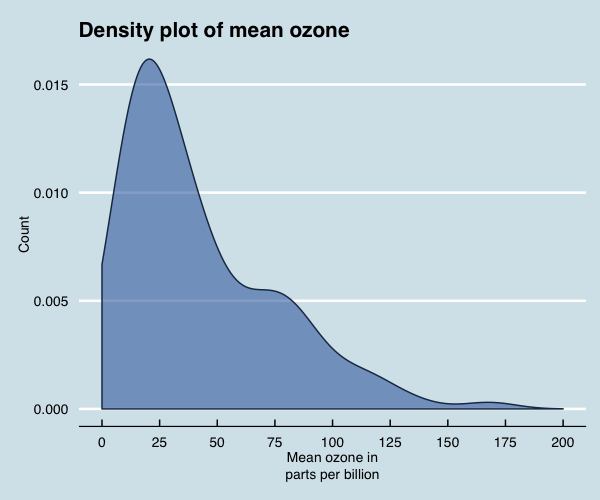 Density plot of mean ozone
0.015
0.010
0.005
0.000
Count
0 25 50 75 100 125 150 175 200
Mean ozone in
parts per billion